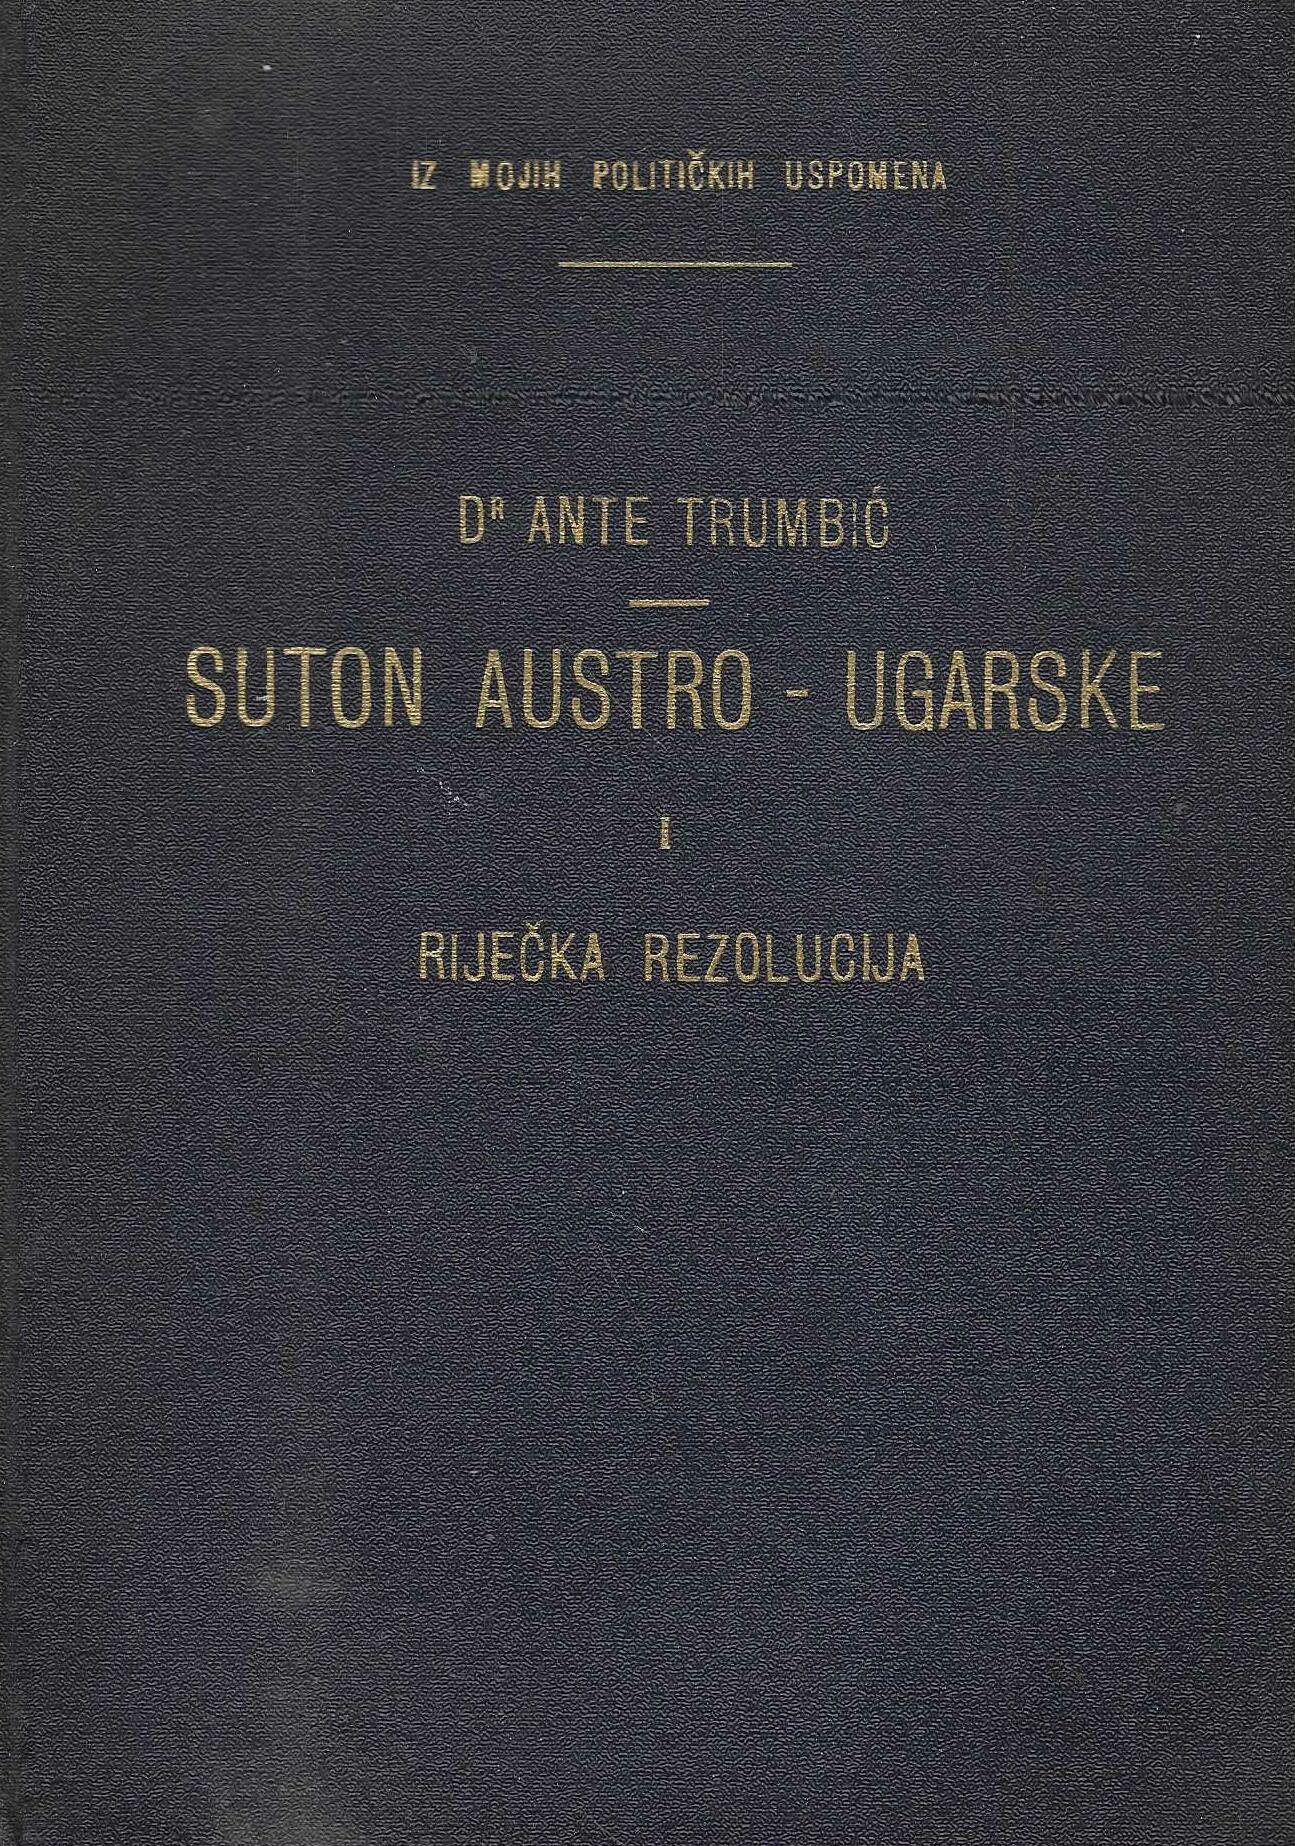 IZ MOJIH POLITIČKIH USPOMENA
Dᴿ ANTE TRUMBIĆ
SUTON AUSTRO - UGARSKE
I
RIJEČKA REZOLUCIJA